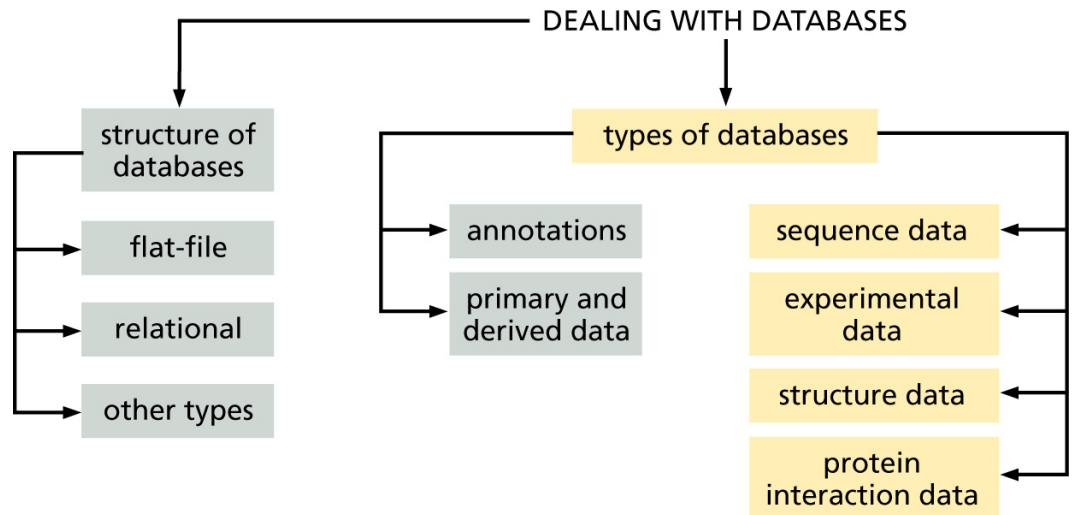 DEALING WITH DATABASES
structure of
databases
flat-file
relational
other types
types of databases
annotations
primary and
derived data
sequence data
experimental
data
structure data
protein
interaction data